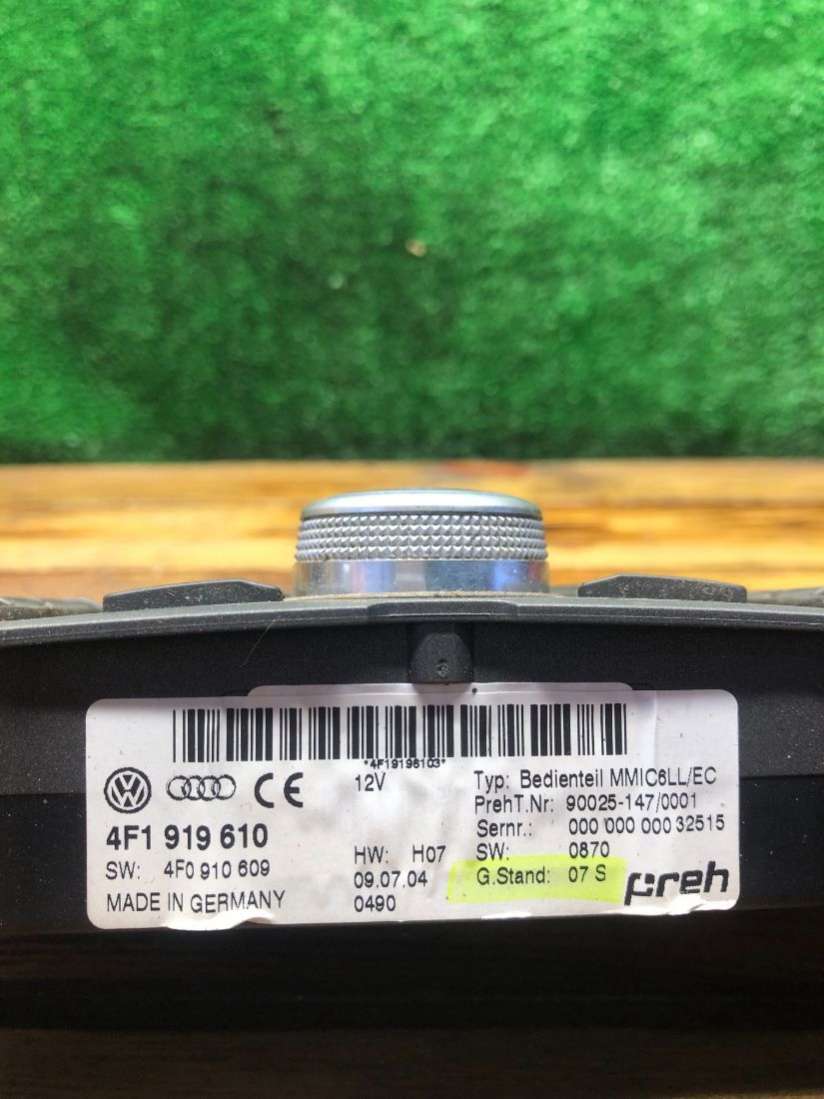 *4F19196103*
12V
4F1 919 610
SW: 4F0 910 609
MADE IN GERMANY
HW: H07
09.07.04
0490
Typ: Bedienteil MMIC6LL/EC
PrehT.Nr: 90025-147/0001
Sernr.: 000 000 000 32515
SW: 0870
G.Stand: 07 S
preh